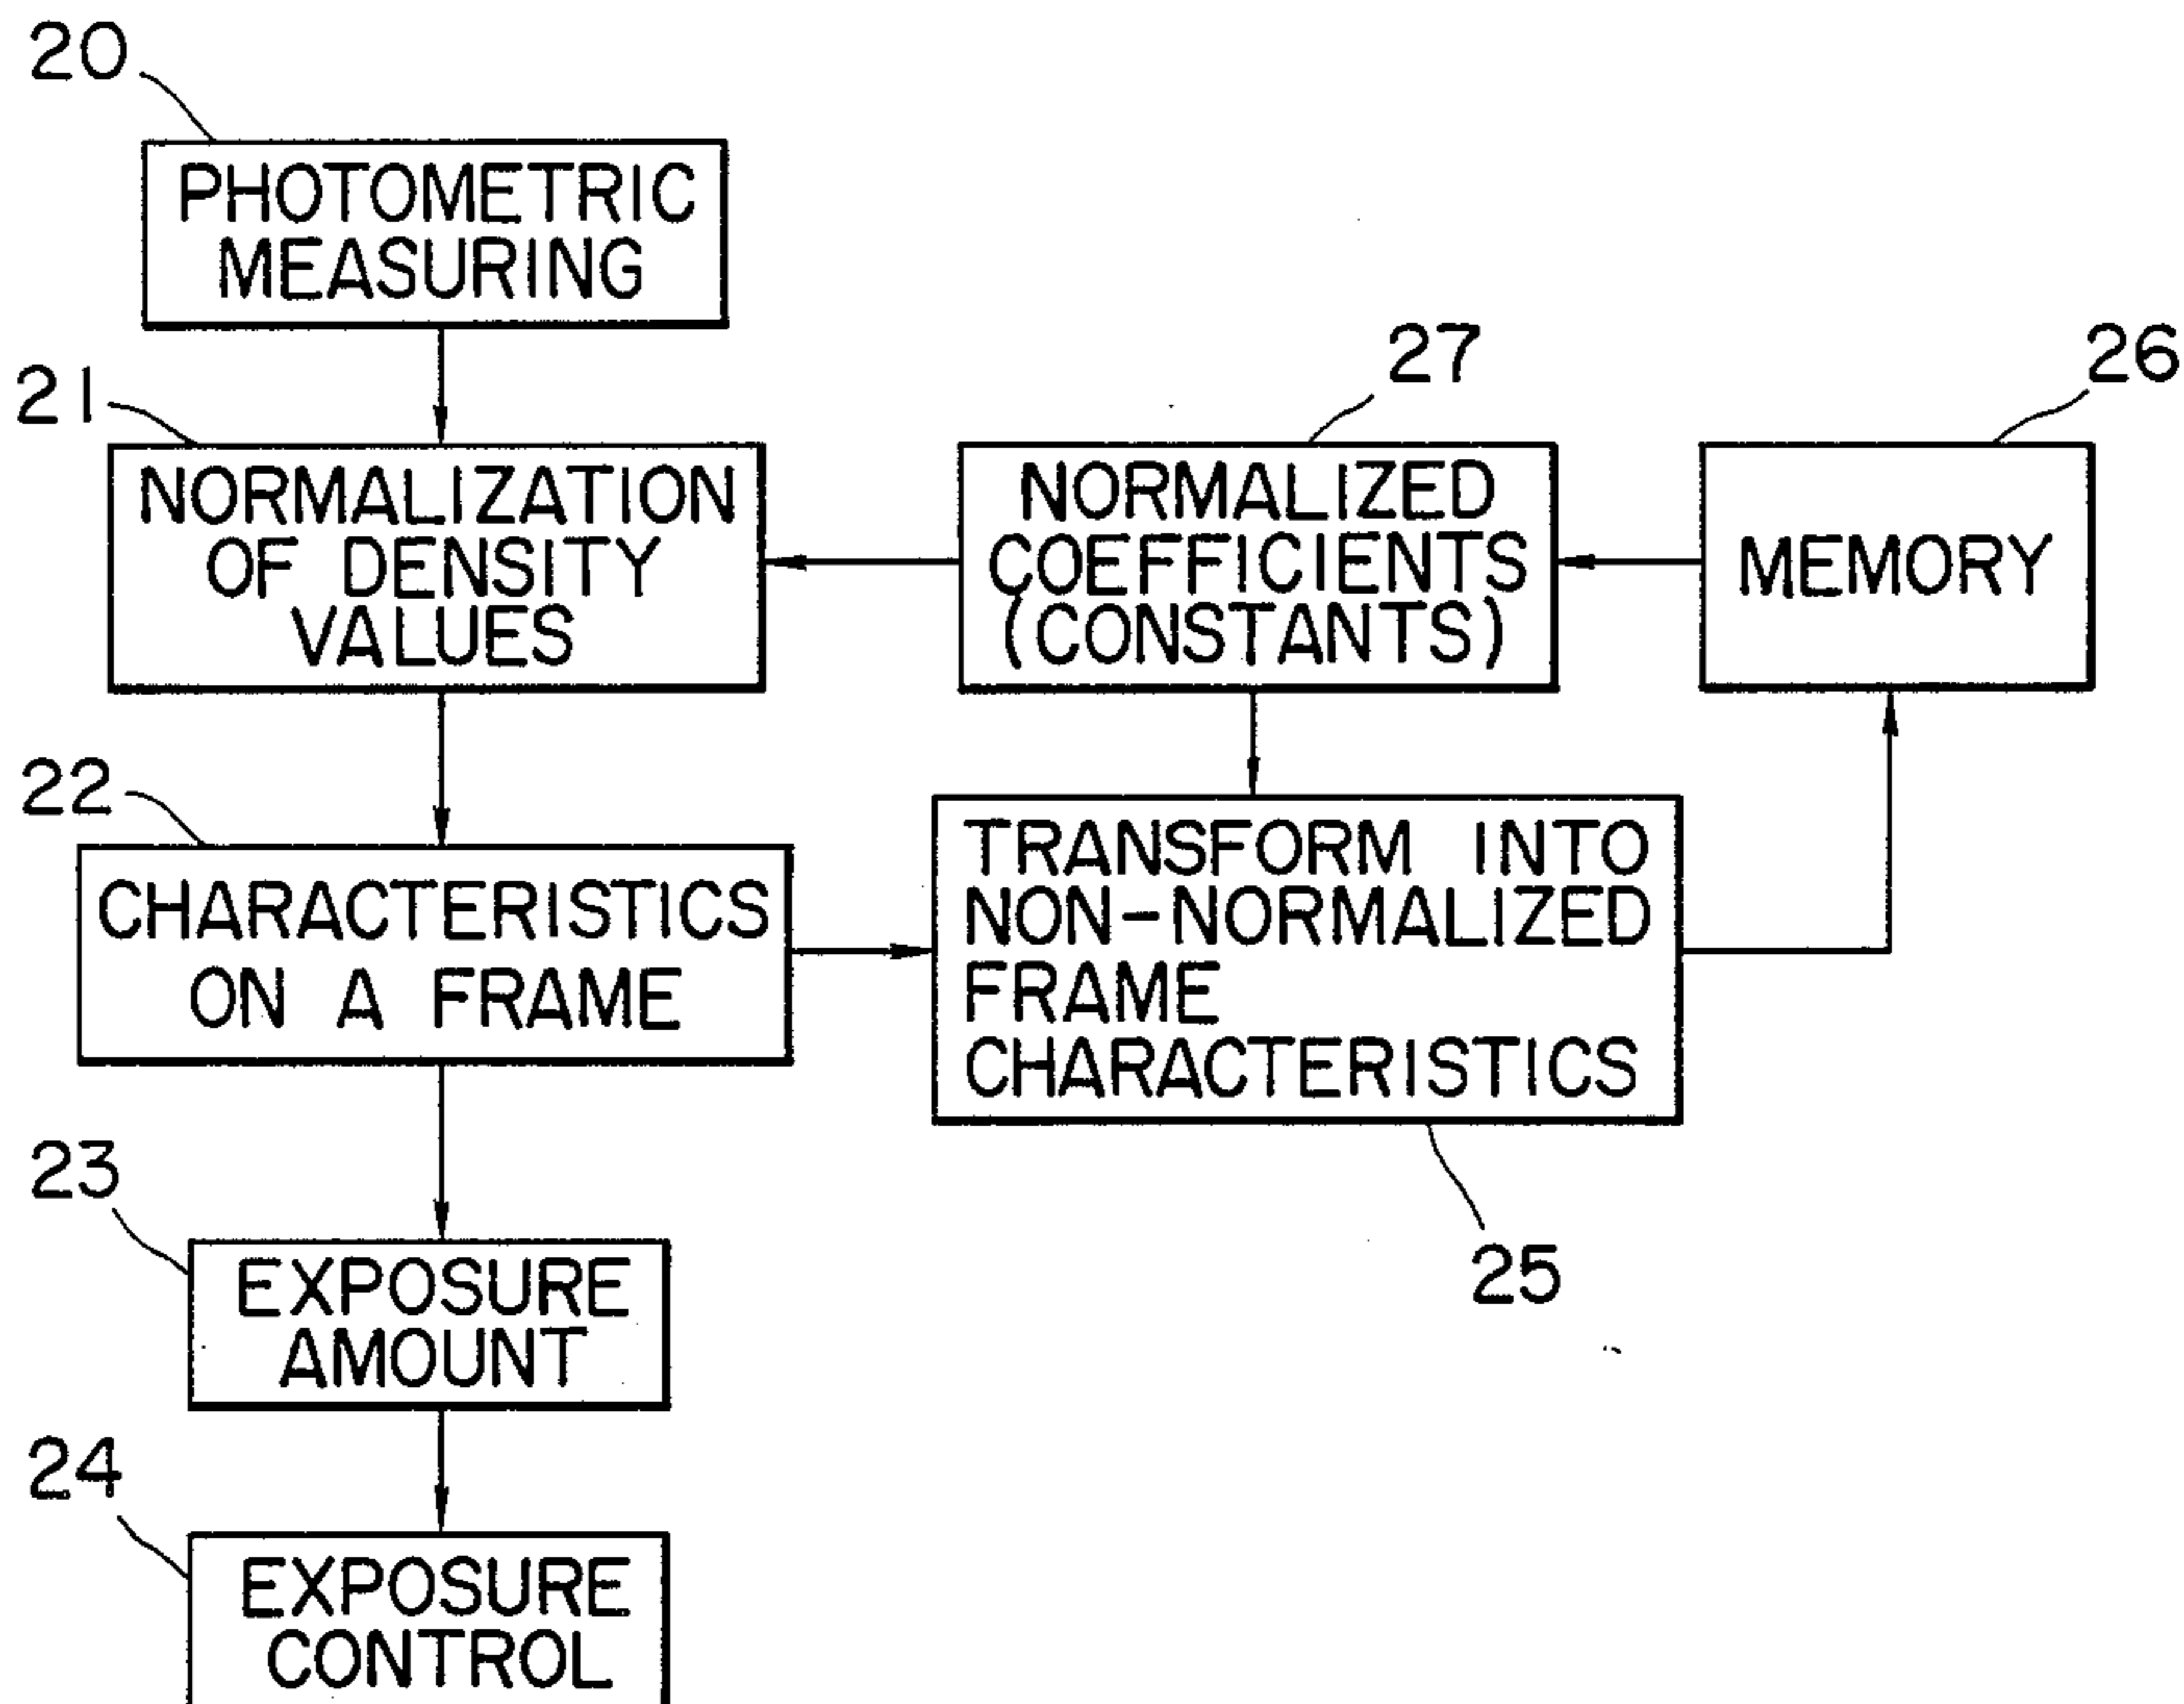 20
PHOTOMETRIC
MEASURING
21
NORMALIZATION
OF DENSITY
VALUES
27
NORMALIZED
COEFFICIENTS
(CONSTANTS)
26
MEMORY
22
CHARACTERISTICS
ON A FRAME
TRANSFORM INTO
NON-NORMALIZED
FRAME
CHARACTERISTICS
25
23
EXPOSURE
AMOUNT
24
EXPOSURE
CONTROL